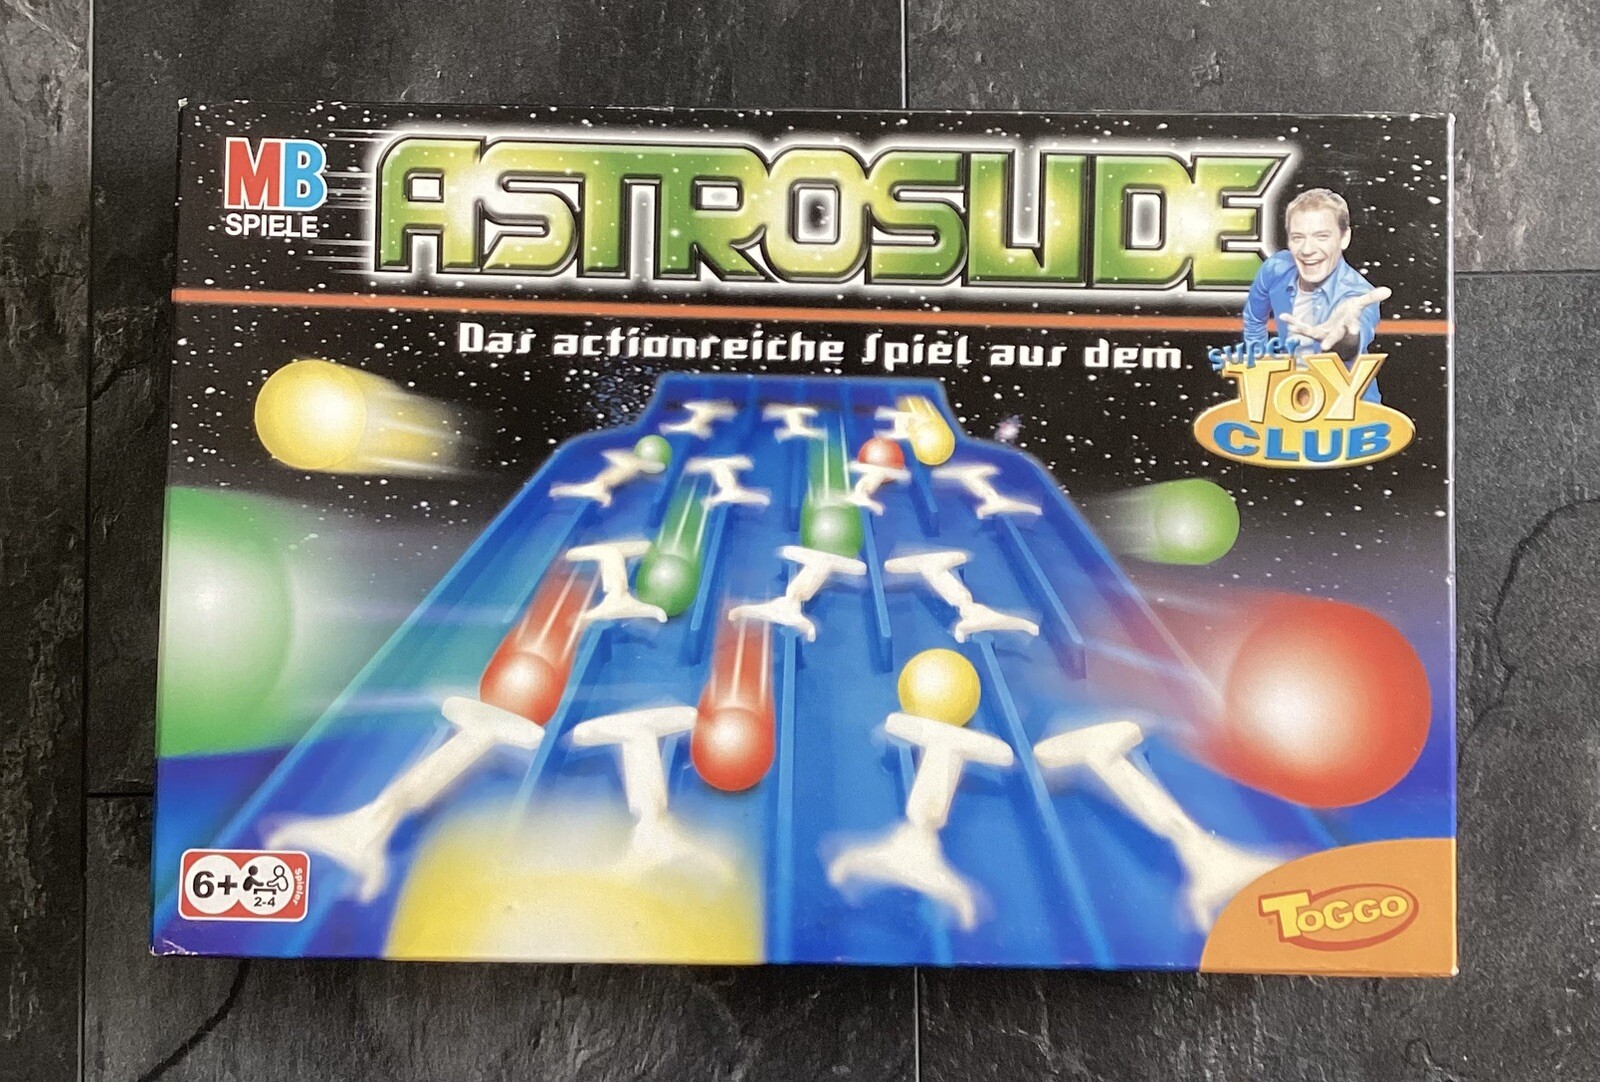 MB
SPIELE
ASTROSLIDE
Das actionreiche Spiel aus dem
super
TOY
CLUB
6+
2-4
Spieler
TOGGO